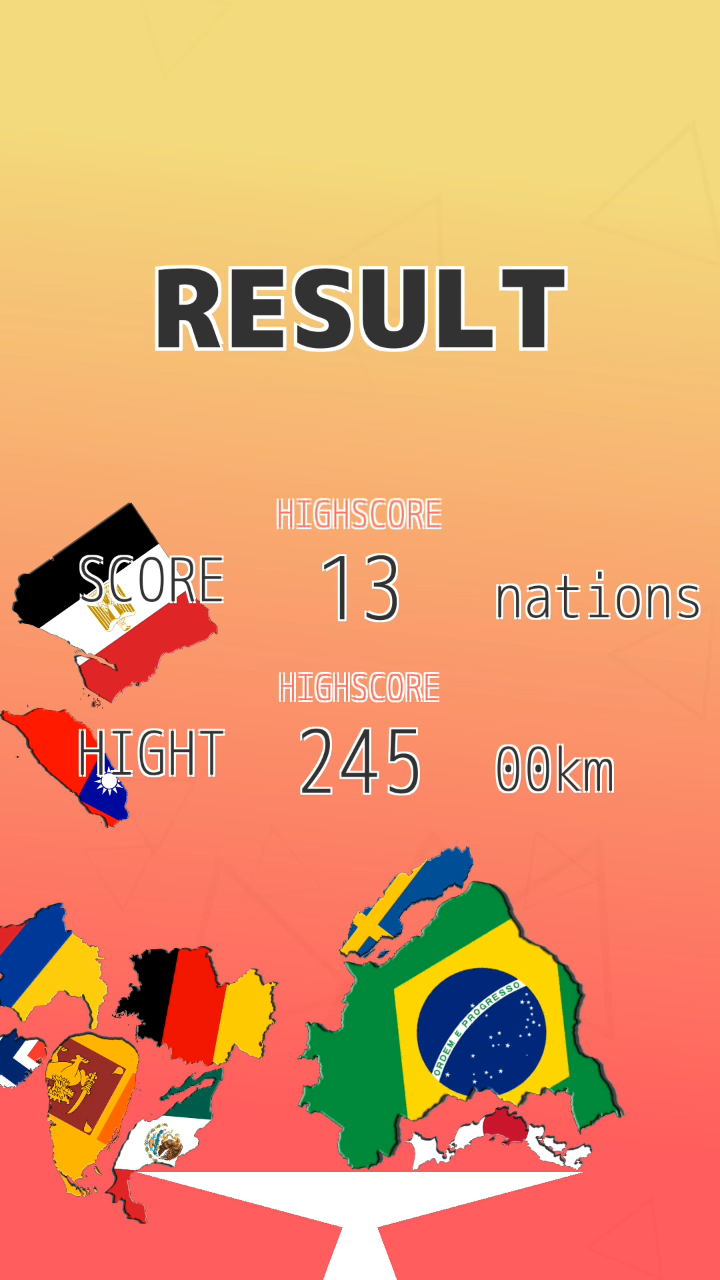 RESULT
HIGHSCORE
SCORE 13 nations
HIGHSCORE
HIGHT 245 00km
ORDEM E PROGRESSO